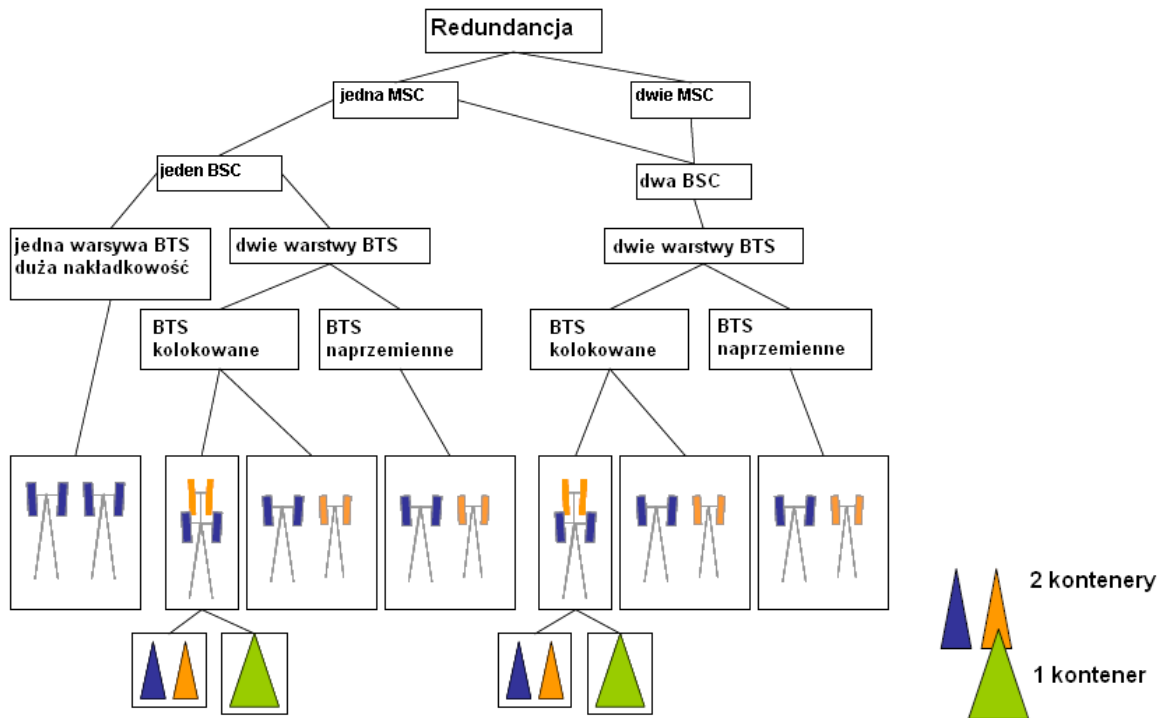 Redundancja
jedna MSC
dwie MSC
jeden BSC
dwa BSC
jedna warsywa BTS
duża nakładkowość
dwie warstwy BTS
dwie warstwy BTS
BTS
kolokowane
BTS
naprzemienne
BTS
kolokowane
BTS
naprzemienne
2 kontenery
1 kontener